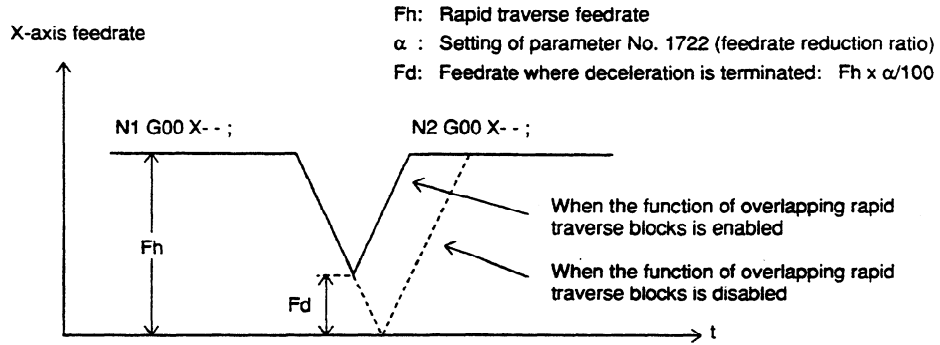 Fh: Rapid traverse feedrate
X-axis feedrate
α : Setting of parameter No. 1722 (feedrate reduction ratio)
Fd: Feedrate where deceleration is terminated: Fh x α/100
N1 G00 X- - ;
N2 G00 X- - ;
When the function of overlapping rapid
traverse blocks is enabled
Fh
When the function of overlapping rapid
traverse blocks is disabled
Fd
t